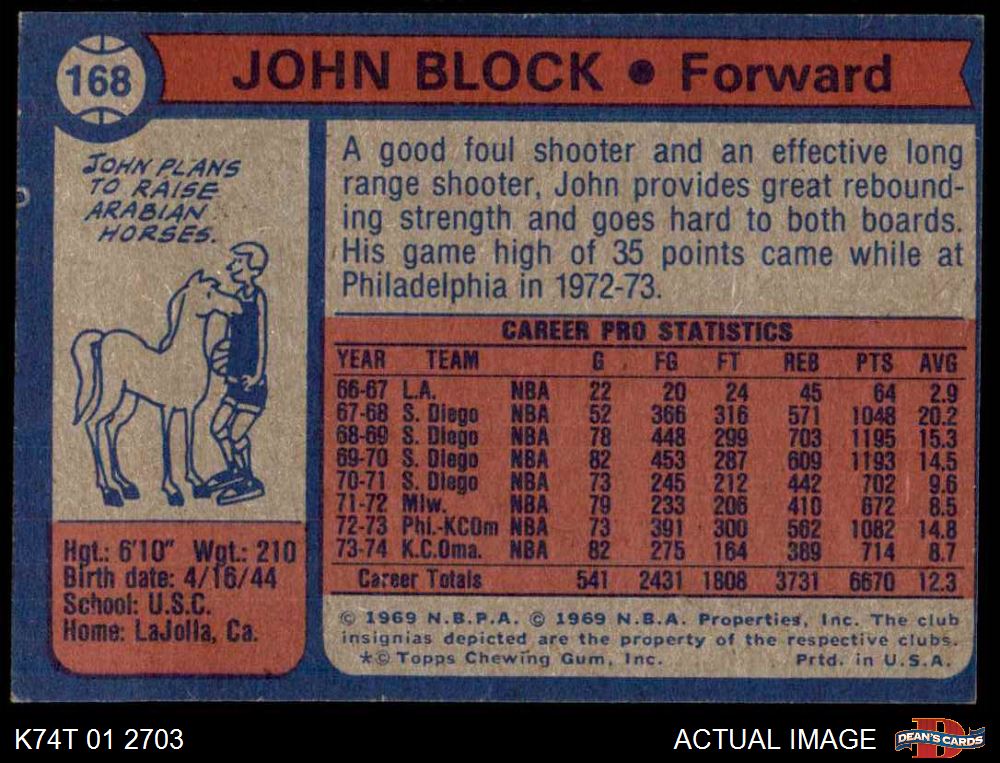 168
JOHN BLOCK • Forward
JOHN PLANS
TO RAISE
ARABIAN
HORSES.
A good foul shooter and an effective long
range shooter, John provides great rebound-
ing strength and goes hard to both boards.
His game high of 35 points came while at
Philadelphia in 1972-73.
CAREER PRO STATISTICS
YEAR TEAM G FG FT REB PTS AVG
66-67 L.A. NBA 22 20 24 45 64 2.9
67-68 S. Diego NBA 52 366 316 571 1048 20.2
68-69 S. Diego NBA 78 448 299 703 1195 15.3
69-70 S. Diego NBA 82 453 287 609 1193 14.5
70-71 S. Diego NBA 73 245 212 442 702 9.6
71-72 Miw. NBA 79 233 206 410 672 8.5
72-73 Phi.-KCOm NBA 73 391 300 562 1082 14.8
73-74 K.C.Oma. NBA 82 275 164 389 714 8.7
Career Totals 541 2431 1808 3731 6670 12.3
Hgt.: 6'10" Wgt.: 210
Birth date: 4/16/44
School: U.S.C.
Home: LaJolla, Ca.
© 1969 N.B.P.A. © 1969 N.B.A. Properties, Inc. The club
insignias depicted are the property of the respective clubs.
*© Topps Chewing Gum, Inc. Prtd. in U.S.A.
K74T 01 2703
ACTUAL IMAGE
D
DEAN'S CARDS